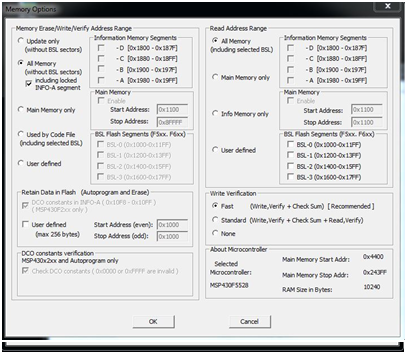 Memory Options
Memory Erase/Write/Verify Address Range
Update only
(without BSL sectors)
All Memory
(without BSL sectors)
including locked
INFO-A segment
Main Memory only
Used by Code File
(including selected BSL)
User defined
Information Memory Segments
- D [0x1800 - 0x187F]
- C [0x1880 - 0x18FF]
- B [0x1900 - 0x197F]
- A [0x1980 - 0x19FF]
Main Memory
Enable
Start Address: 0x1100
Stop Address: 0x8FFFF
BSL Flash Segments (F5xx. F6xx)
BSL-0 (0x1000-0x11FF)
BSL-1 (0x1200-0x13FF)
BSL-2 (0x1400-0x15FF)
BSL-3 (0x1600-0x17FF)
Retain Data in Flash (Autoprogram and Erase)
DCO constants in INFO-A ( 0x10F8 - 0x10FF )
( MSP430F2xx only )
User defined
(max 256 bytes)
Start Address (even): 0x1000
Start Address (odd): 0x1000
DCO constants verification
MSP430x2xx and Autoprogram only
Check DCO constants ( 0x0000 or 0xFFFF are invalid )
Read Address Range
All Memory
(including selected BSL)
Main Memory only
Info Memory only
User defined
Information Memory Segments
- D [0x1800 - 0x187F]
- C [0x1880 - 0x18FF]
- B [0x1900 - 0x197F]
- A [0x1980 - 0x19FF]
Main Memory
Enable
Start Address: 0x1100
Stop Address: 0x11FF
BSL Flash Segments (F5xx. F6xx)
BSL-0 (0x1000-0x11FF)
BSL-1 (0x1200-0x13FF)
BSL-2 (0x1400-0x15FF)
BSL-3 (0x1600-0x17FF)
Write Verification
Fast (Write,Verify + Check Sum) [ Recommended ]
Standard (Write,Verify + Check Sum + Read,Verify)
None
About Microcontroller
Selected
Microcontroller:
MSP430F5528
Main Memory Start Addr: 0x4400
Main Memory Stop Addr: 0x243FF
RAM Size in Bytes: 10240
OK
Cancel